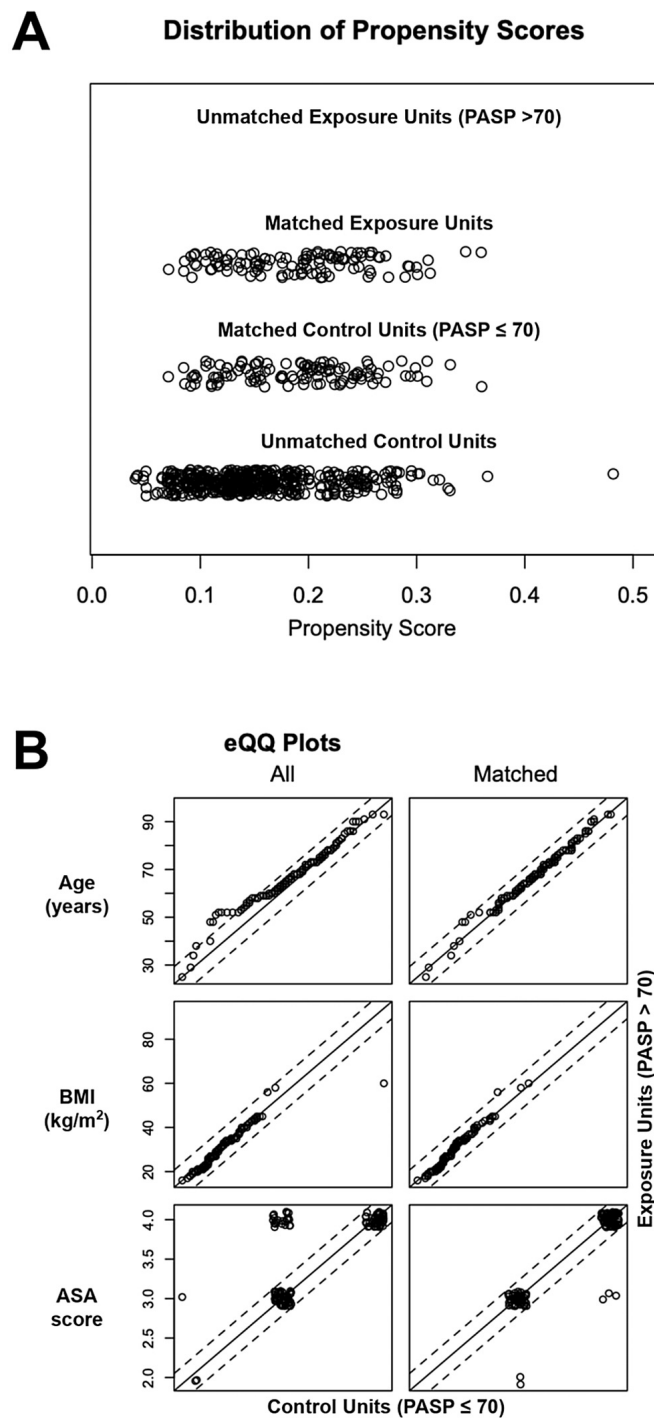 A
Distribution of Propensity Scores
Unmatched Exposure Units (PASP >70)
Matched Exposure Units
Matched Control Units (PASP ≤ 70)
Unmatched Control Units
0.0 0.1 0.2 0.3 0.4 0.5
Propensity Score
B
eQQ Plots
All Matched
90
70
50
30
Age
(years)
80
60
40
20
BMI
(kg/m²)
4.0
3.5
3.0
2.5
2.0
ASA
score
Exposure Units (PASP > 70)
Control Units (PASP ≤ 70)